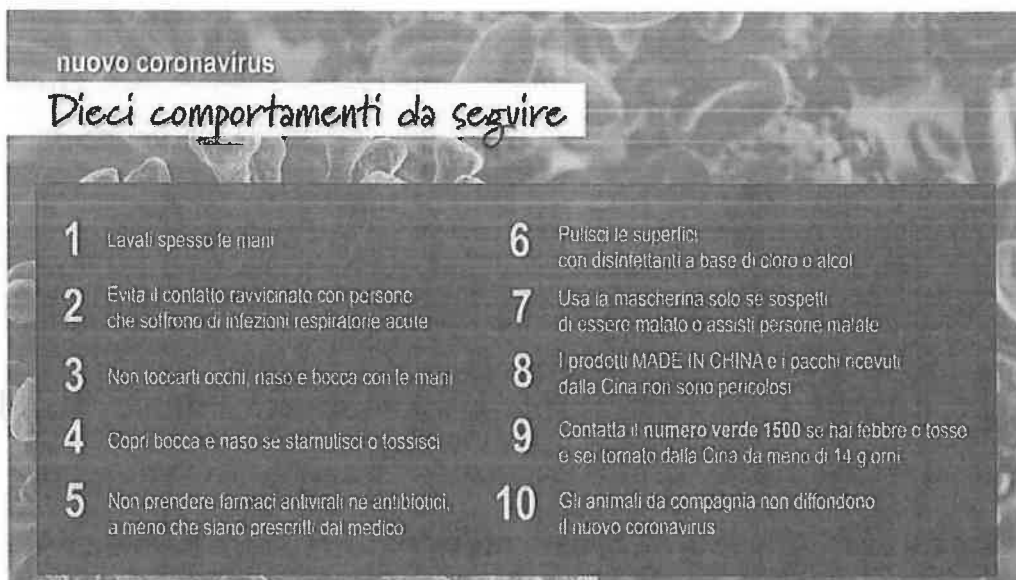 nuovo coronavirus
Dieci comportamenti da seguire
1 Lavati spesso le mani
2 Evita il contatto ravvicinato con persone
che soffrono di infezioni respiratorie acute
3 Non toccarti occhi, naso e bocca con le mani
4 Copri bocca e naso se starnutisci o tossisci
5 Non prendere farmaci antivirali né antibiotici,
a meno che siano prescritti dal medico
6 Pulisci le superfici
con disinfettanti a base di cloro o alcol
7 Usa la mascherina solo se sospetti
di essere malato o assisti persone malate
8 I prodotti MADE IN CHINA e i pacchi ricevuti
dalla Cina non sono pericolosi
9 Contatta il numero verde 1500 se hai febbre o tosse
e sei tornato dalla Cina da meno di 14 giorni
10 Gli animali da compagnia non diffondono
il nuovo coronavirus